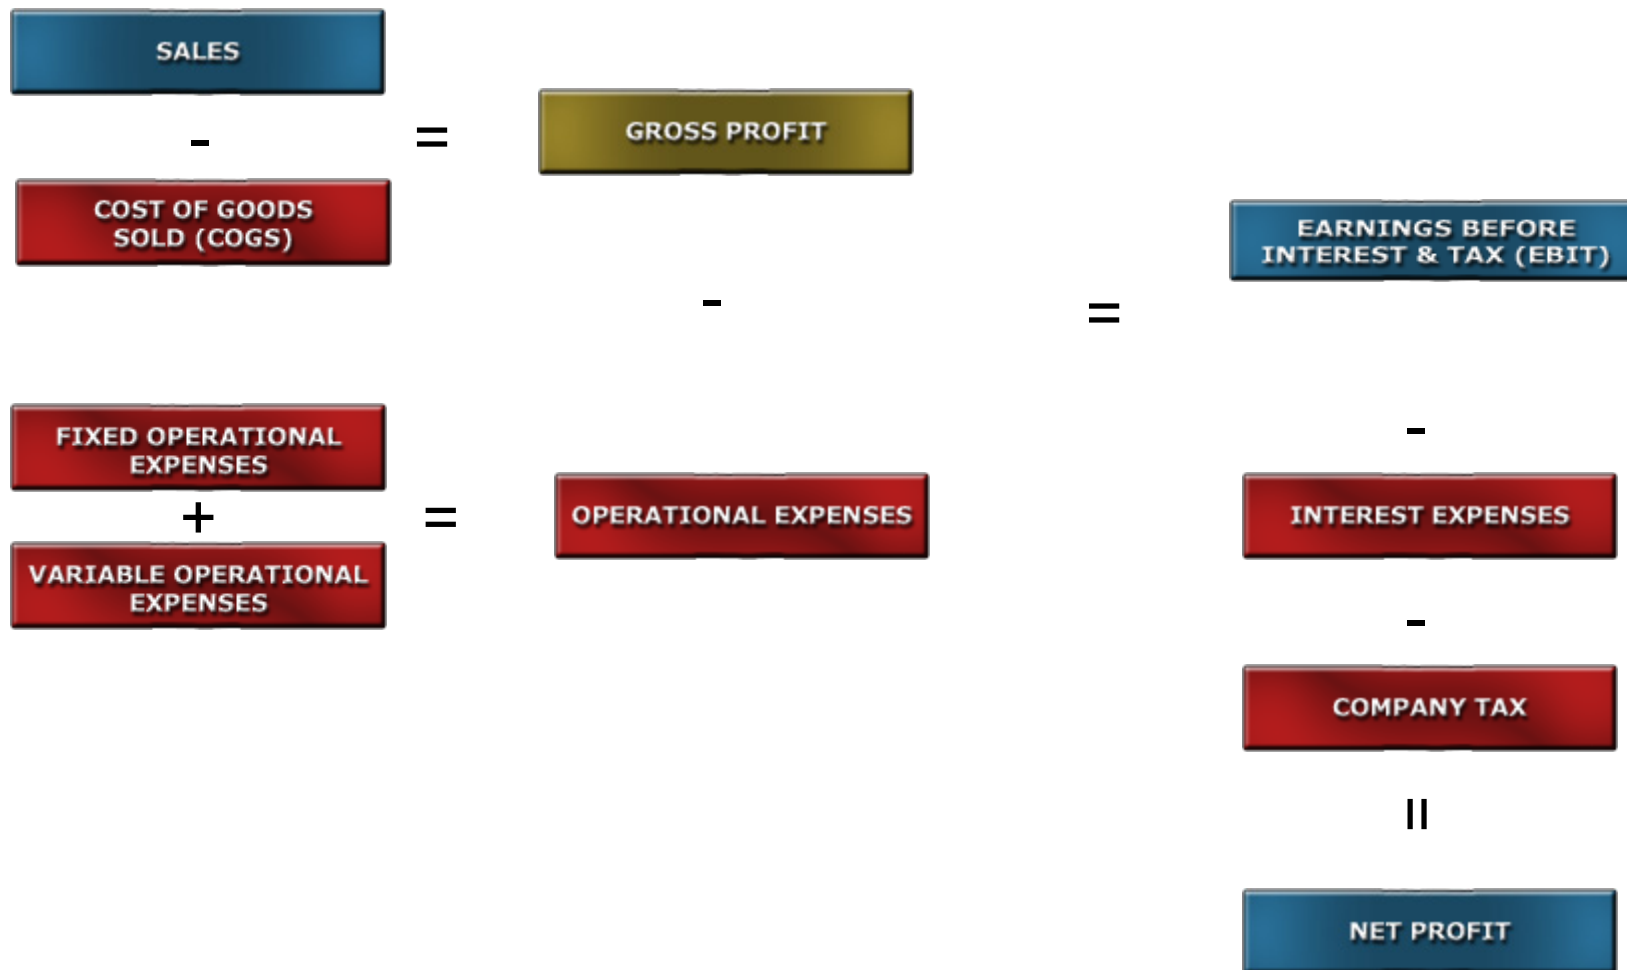 SALES
-
=
GROSS PROFIT
COST OF GOODS
SOLD (COGS)
EARNINGS BEFORE
INTEREST & TAX (EBIT)
-
=
FIXED OPERATIONAL
EXPENSES
-
+
=
OPERATIONAL EXPENSES
INTEREST EXPENSES
VARIABLE OPERATIONAL
EXPENSES
-
COMPANY TAX
=
NET PROFIT